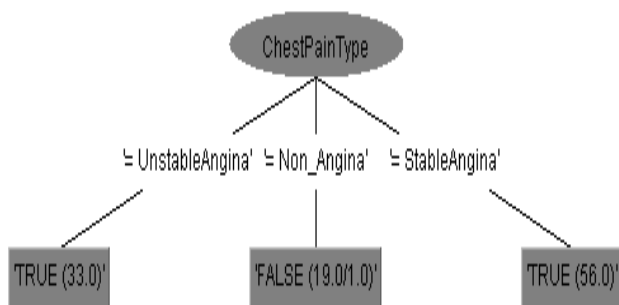 ChestPainType
'= UnstableAngina' '= Non_Angina' '= StableAngina'
'TRUE (33.0)' 'FALSE (19.0/1.0)' 'TRUE (56.0)'